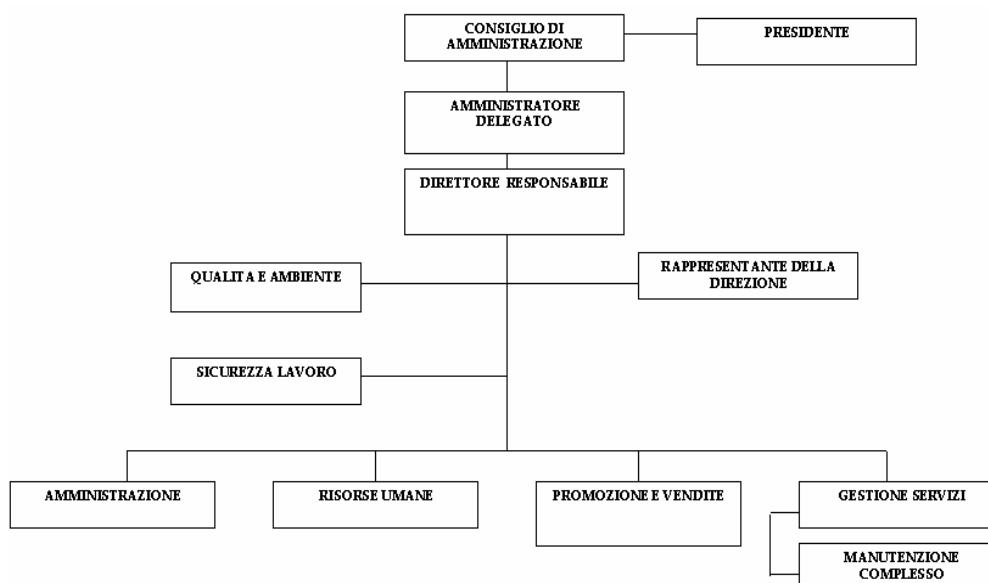 CONSIGLIO DI
AMMINISTRAZIONE
PRESIDENTE
AMMINISTRATORE
DELEGATO
DIRETTORE RESPONSABILE
QUALITA E AMBIENTE
RAPPRESENTANTE DELLA
DIREZIONE
SICUREZZA LAVORO
AMMINISTRAZIONE
RISORSE UMANE
PROMOZIONE E VENDITE
GESTIONE SERVIZI
MANUTENZIONE
COMPLESSO